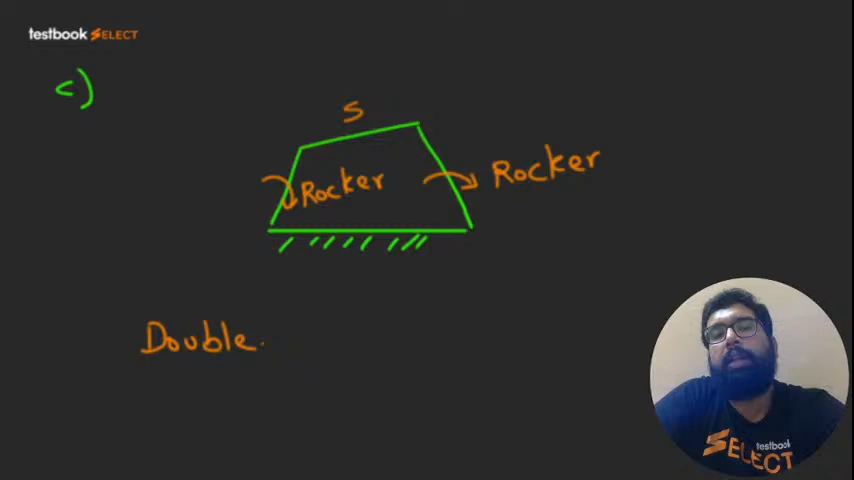 testbook SELECT
c)
S
Rocker
Rocker
Double.
testbook
SELECT